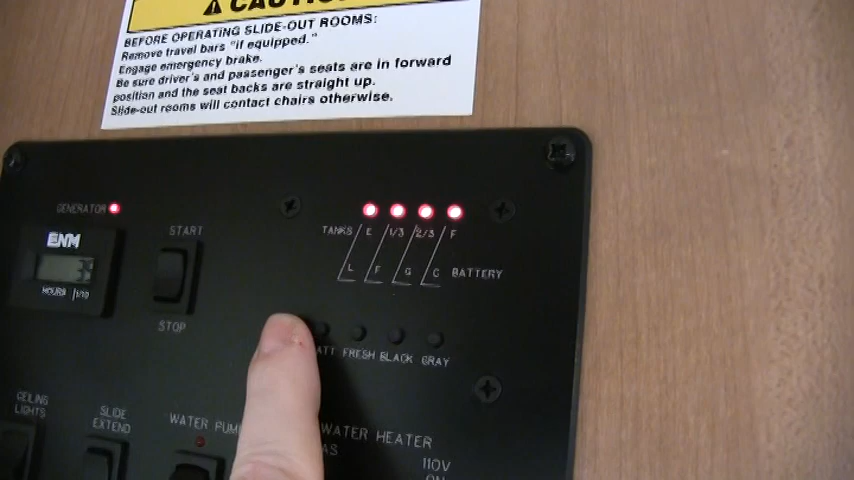 CAUTION
BEFORE OPERATING SLIDE-OUT ROOMS:
Remove travel bars "if equipped."
Engage emergency brake.
Be sure driver's and passenger's seats are in forward
position and the seat backs are straight up.
Slide-out rooms will contact chairs otherwise.
GENERATOR
ENM
HOURS 1/10
START
STOP
TANKS E 1/3 2/3 F
L F G C BATTERY
FRESH BLACK GRAY
CEILING
LIGHTS
SLIDE
EXTEND
WATER PUMP
WATER HEATER
110V